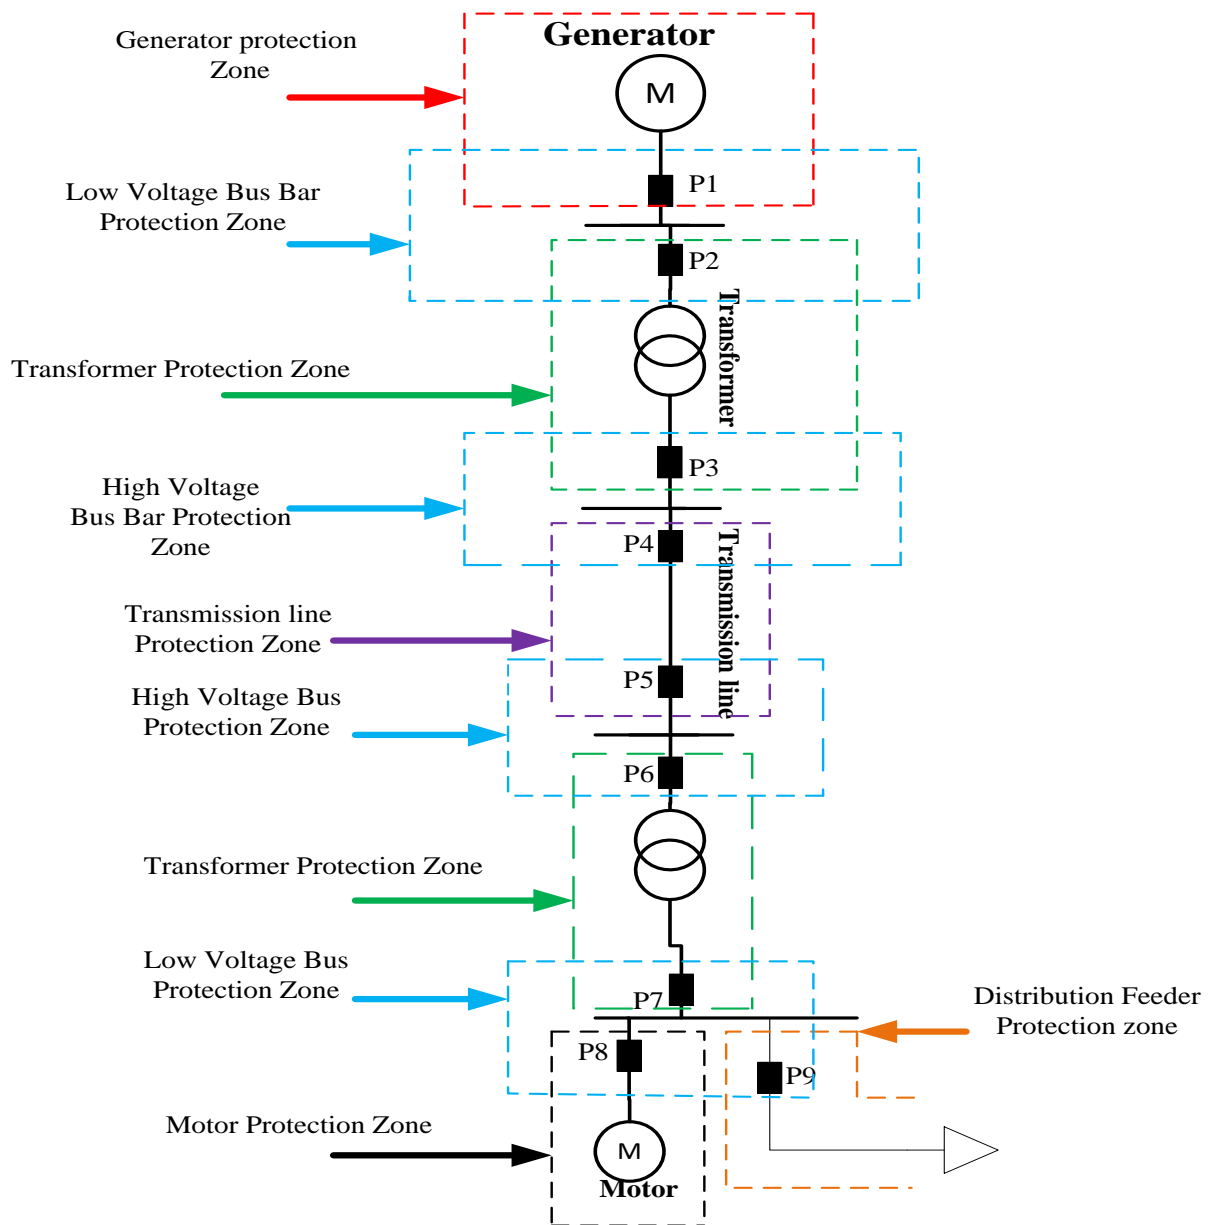 Generator
Generator protection
Zone
M
P1
Low Voltage Bus Bar
Protection Zone
P2
Transformer
Transformer Protection Zone
P3
High Voltage
Bus Bar Protection
Zone
P4
Transmission line
Transmission line
Protection Zone
P5
High Voltage Bus
Protection Zone
P6
Transformer Protection Zone
Low Voltage Bus
Protection Zone
P7
Distribution Feeder
Protection zone
P8
P9
Motor Protection Zone
M
Motor